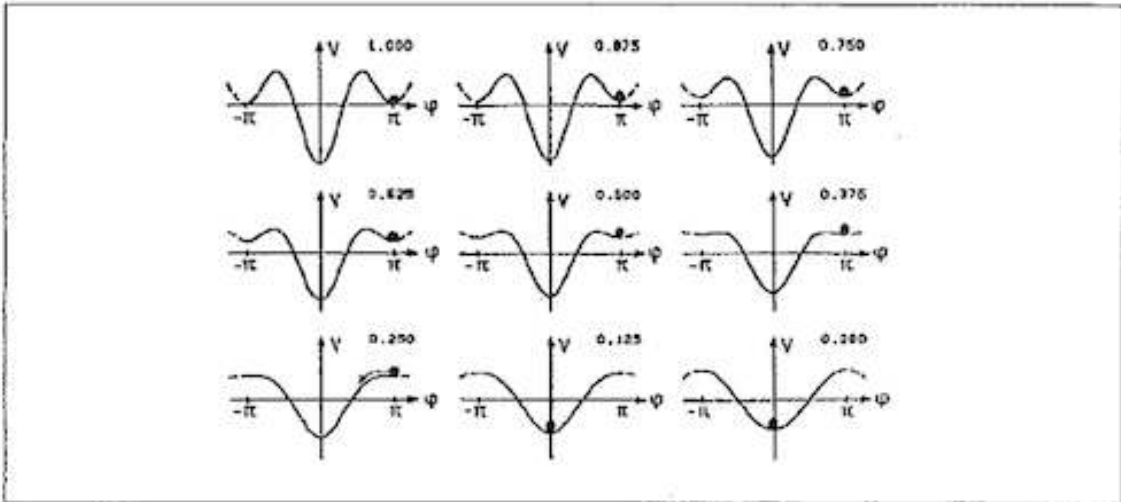 V 1.000 V 0.875 V 0.750
-π π φ -π π φ -π π φ
V 0.625 V 0.500 V 0.375
-π π φ -π π φ -π π φ
V 0.250 V 0.125 V 0.000
-π π φ -π π φ -π π φ